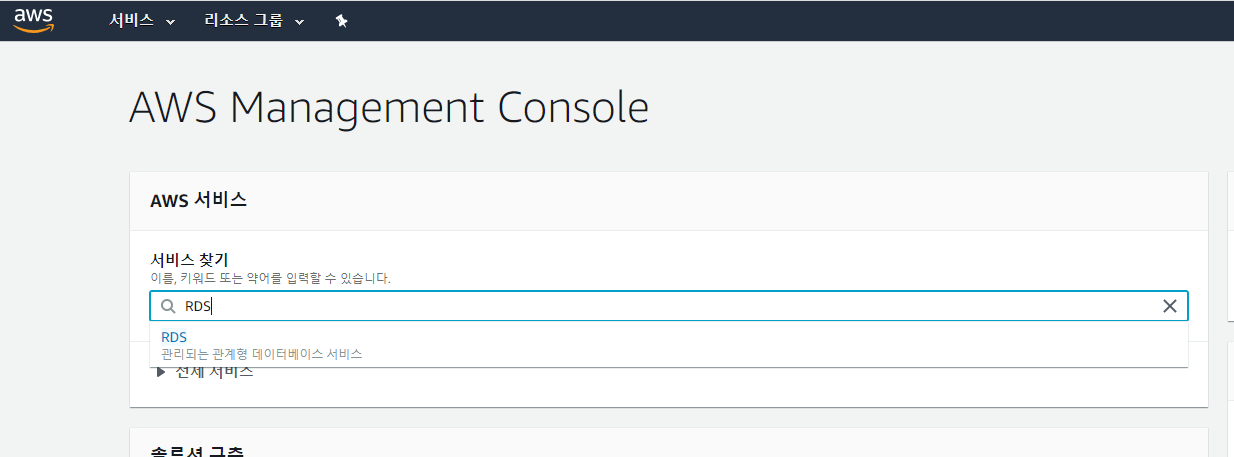 aws 서비스 리소스 그룹
AWS Management Console
AWS 서비스
서비스 찾기
이름, 키워드 또는 약어를 입력할 수 있습니다.
RDS
RDS
관리되는 관계형 데이터베이스 서비스
전체 서비스
솔루션 구축